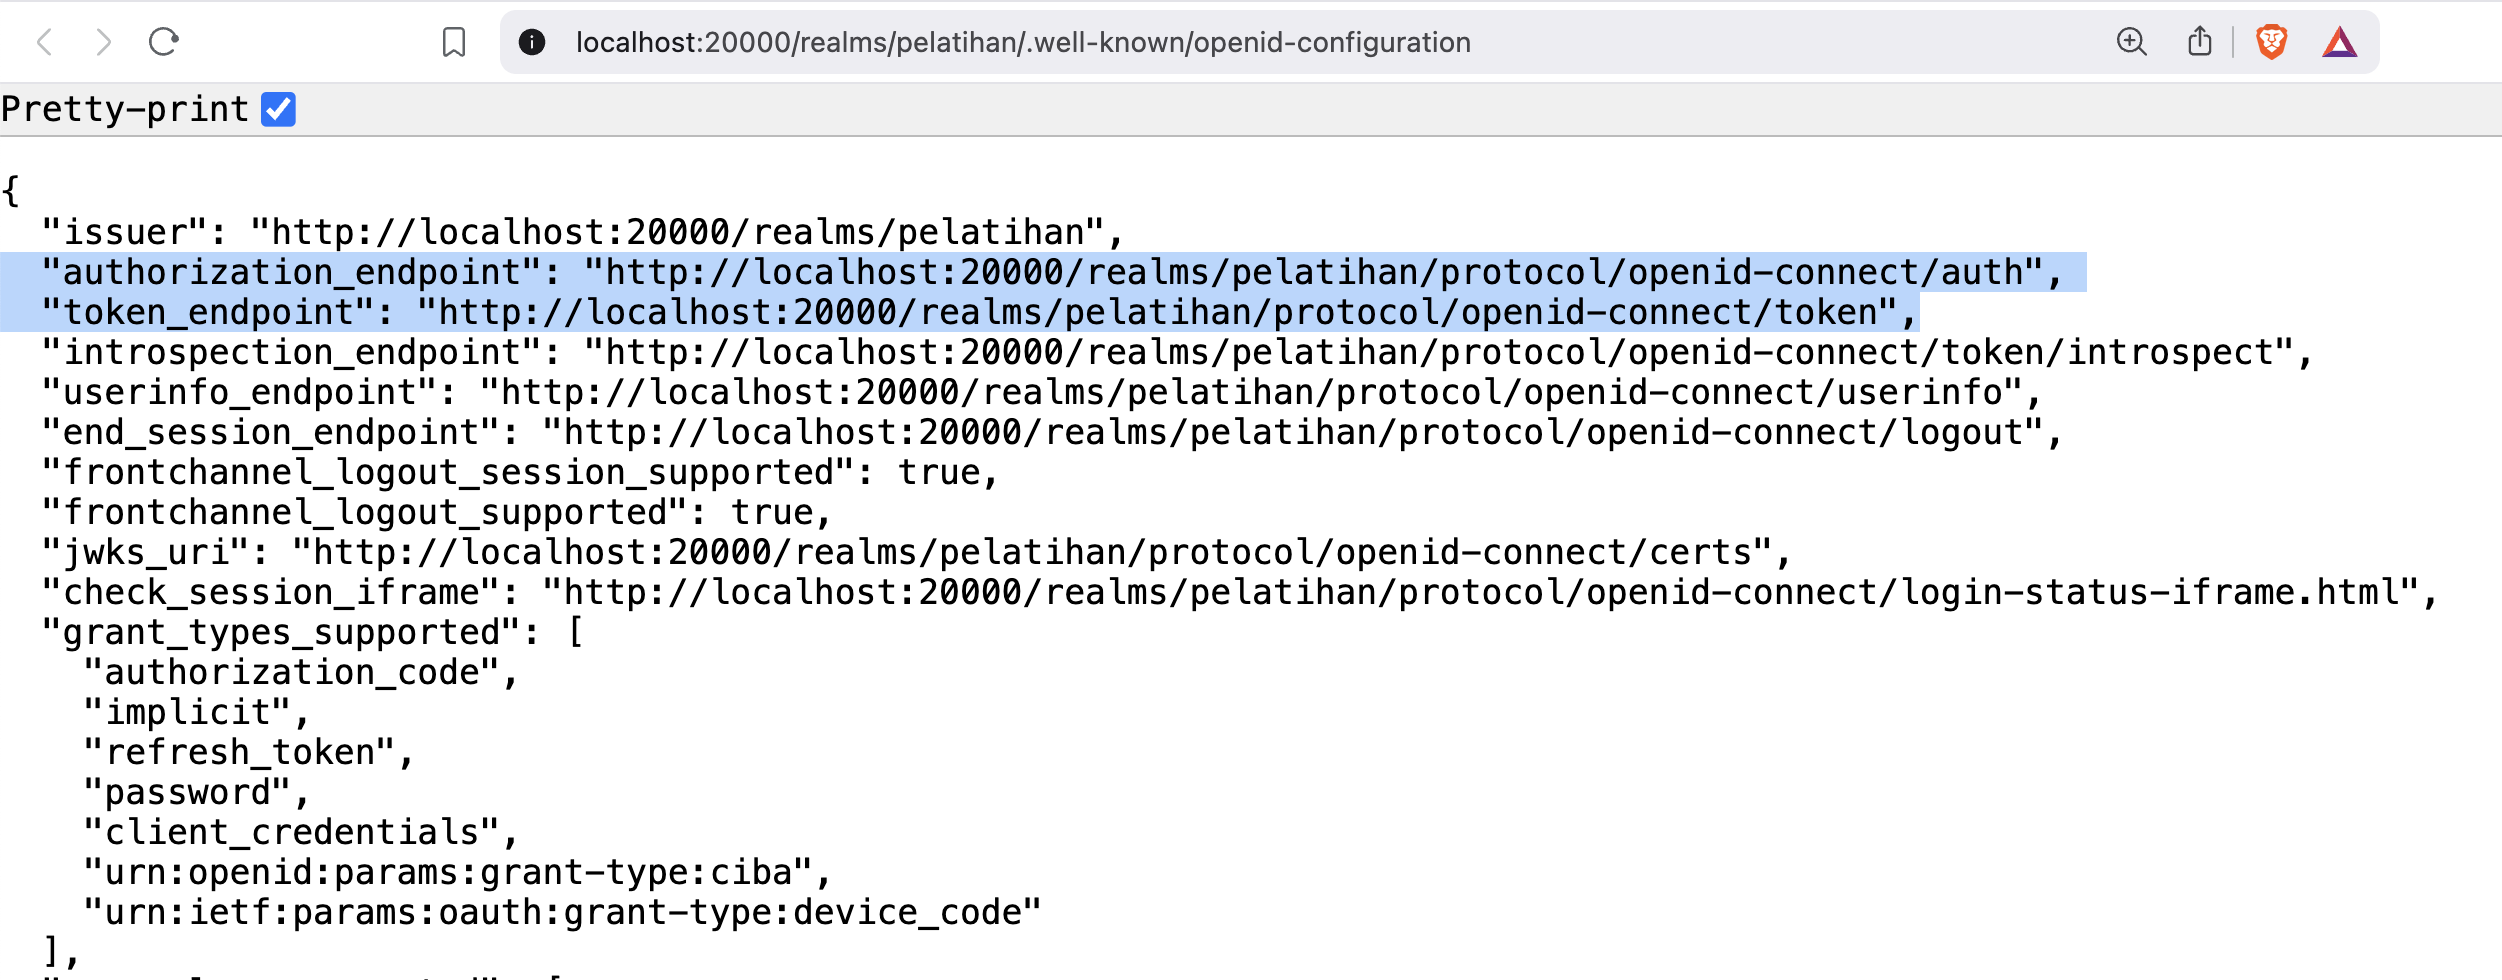 localhost:20000/realms/pelatihan/.well-known/openid-configuration
Pretty-print
{
  "issuer": "http://localhost:20000/realms/pelatihan",
  "authorization_endpoint": "http://localhost:20000/realms/pelatihan/protocol/openid-connect/auth",
  "token_endpoint": "http://localhost:20000/realms/pelatihan/protocol/openid-connect/token",
  "introspection_endpoint": "http://localhost:20000/realms/pelatihan/protocol/openid-connect/token/introspect",
  "userinfo_endpoint": "http://localhost:20000/realms/pelatihan/protocol/openid-connect/userinfo",
  "end_session_endpoint": "http://localhost:20000/realms/pelatihan/protocol/openid-connect/logout",
  "frontchannel_logout_session_supported": true,
  "frontchannel_logout_supported": true,
  "jwks_uri": "http://localhost:20000/realms/pelatihan/protocol/openid-connect/certs",
  "check_session_iframe": "http://localhost:20000/realms/pelatihan/protocol/openid-connect/login-status-iframe.html",
  "grant_types_supported": [
    "authorization_code",
    "implicit",
    "refresh_token",
    "password",
    "client_credentials",
    "urn:openid:params:grant-type:ciba",
    "urn:ietf:params:oauth:grant-type:device_code"
  ],